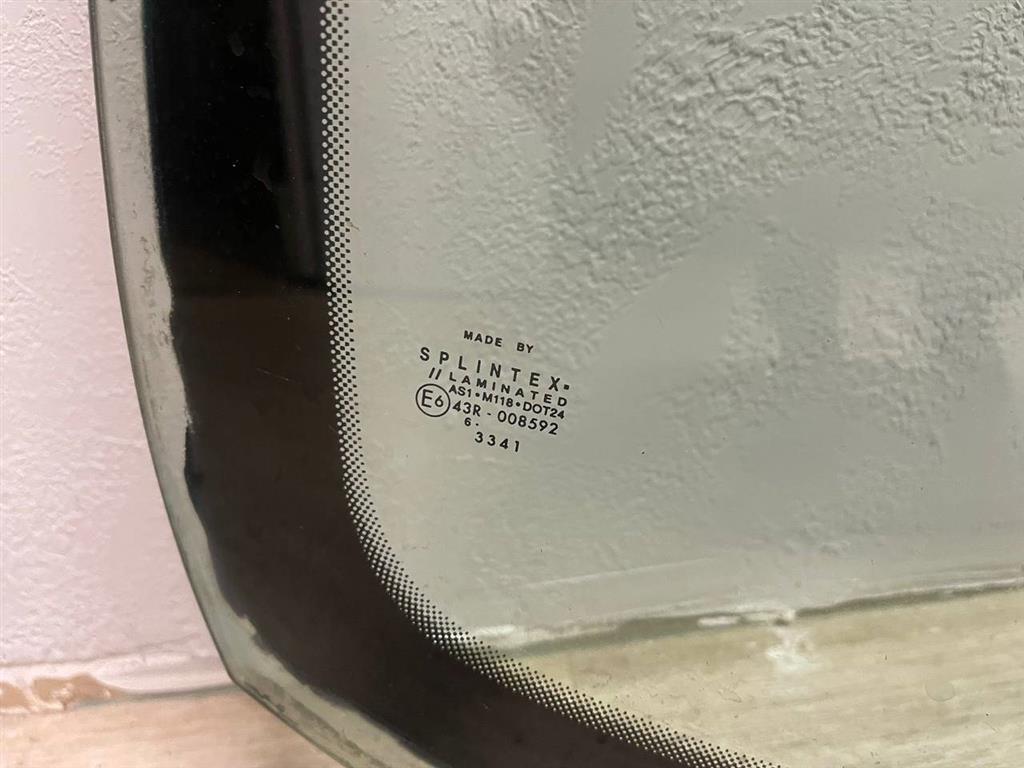 MADE BY
SPLINTEX
// LAMINATED
AS1 • M118 • DOT24
E6 43R - 008592
6.
3341